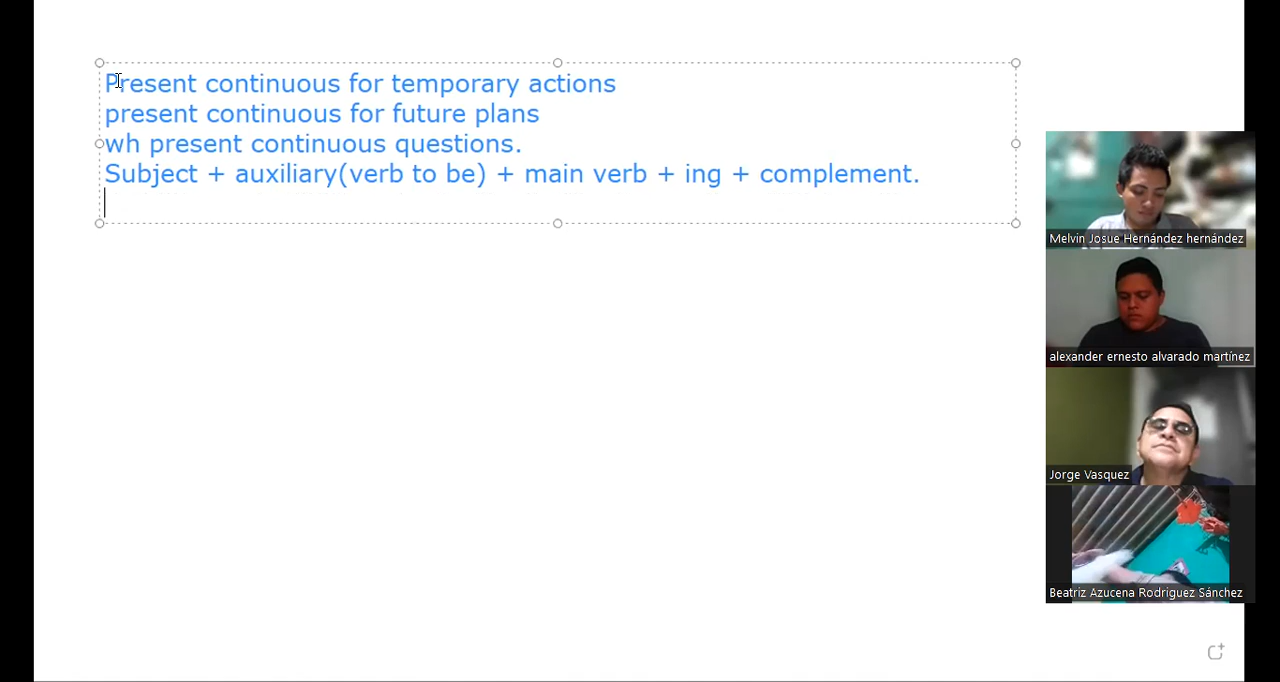 Present continuous for temporary actions
present continuous for future plans
wh present continuous questions.
Subject + auxiliary(verb to be) + main verb + ing + complement.
Melvin Josue Hernández hernández
alexander ernesto alvarado martínez
Jorge Vasquez
Beatriz Azucena Rodriguez Sánchez